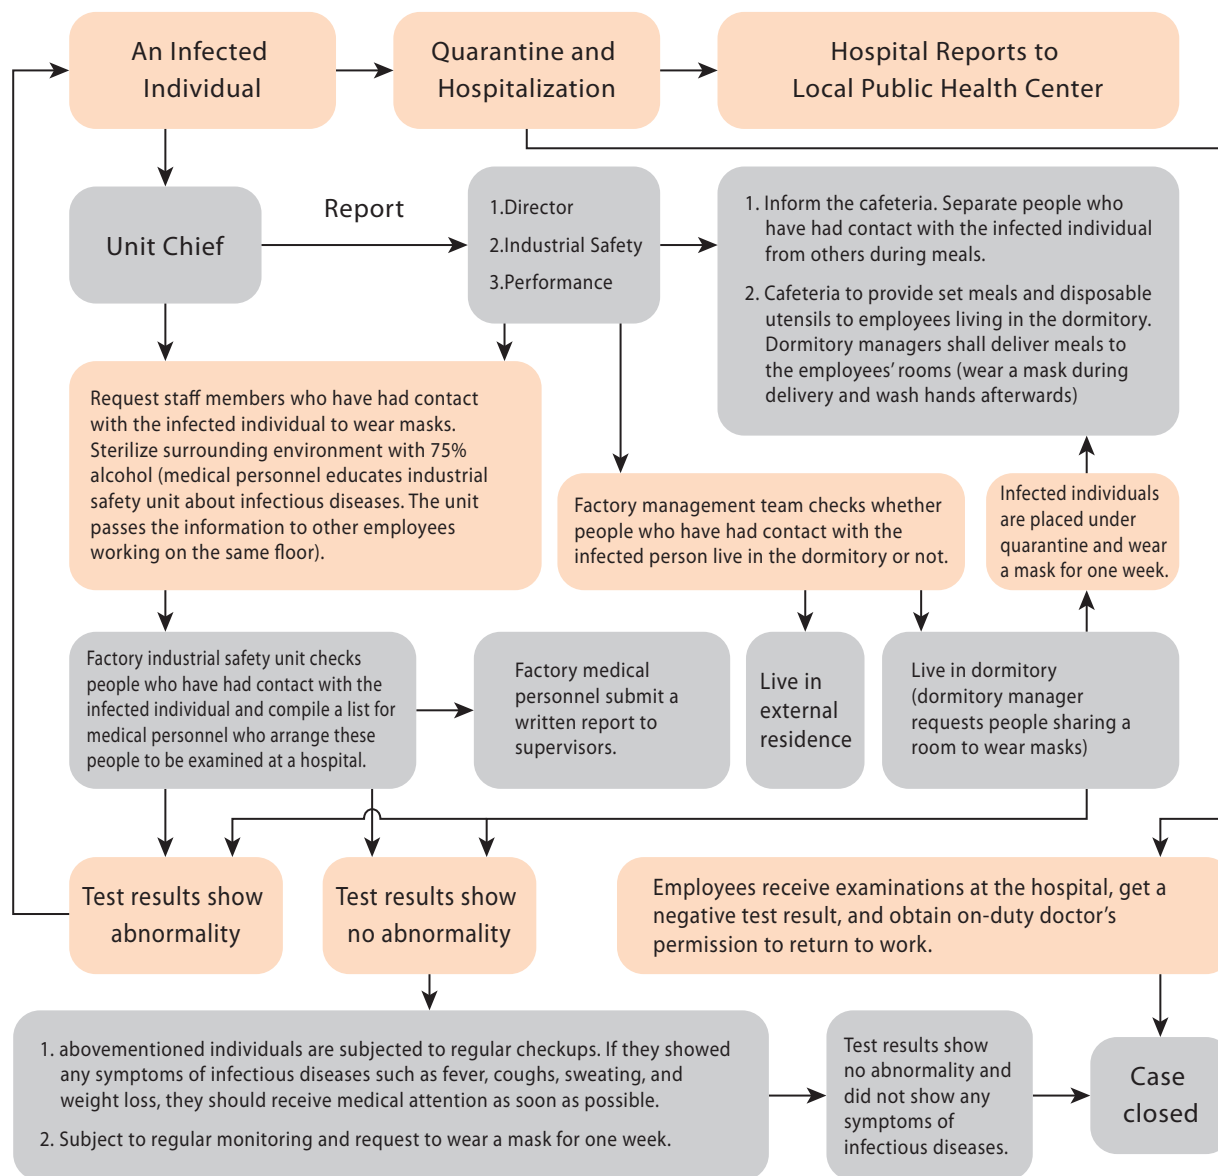 An Infected
Individual
Quarantine and
Hospitalization
Hospital Reports to
Local Public Health Center
Unit Chief
Report
1.Director
2.Industrial Safety
3.Performance
1. Inform the cafeteria. Separate people who
have had contact with the infected individual
from others during meals.
2. Cafeteria to provide set meals and disposable
utensils to employees living in the dormitory.
Dormitory managers shall deliver meals to
the employees’ rooms (wear a mask during
delivery and wash hands afterwards)
Request staff members who have had contact
with the infected individual to wear masks.
Sterilize surrounding environment with 75%
alcohol (medical personnel educates industrial
safety unit about infectious diseases. The unit
passes the information to other employees
working on the same floor).
Factory management team checks whether
people who have had contact with the
infected person live in the dormitory or not.
Infected individuals
are placed under
quarantine and wear
a mask for one week.
Factory industrial safety unit checks
people who have had contact with the
infected individual and compile a list for
medical personnel who arrange these
people to be examined at a hospital.
Factory medical
personnel submit a
written report to
supervisors.
Live in
external
residence
Live in dormitory
(dormitory manager
requests people sharing a
room to wear masks)
Test results show
abnormality
Test results show
no abnormality
Employees receive examinations at the hospital, get a
negative test result, and obtain on-duty doctor’s
permission to return to work.
1. abovementioned individuals are subjected to regular checkups. If they showed
any symptoms of infectious diseases such as fever, coughs, sweating, and
weight loss, they should receive medical attention as soon as possible.
2. Subject to regular monitoring and request to wear a mask for one week.
Test results show
no abnormality and
did not show any
symptoms of
infectious diseases.
Case
closed